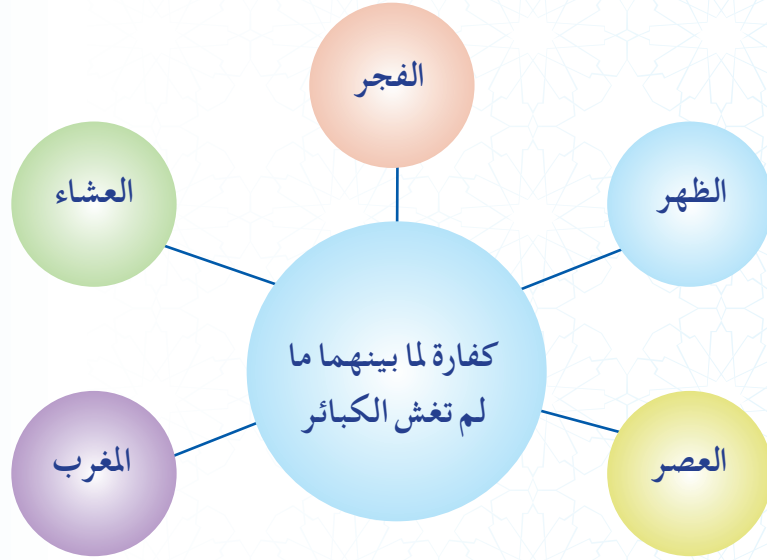 الفجر
الظهر
العشاء
كفارة لما بينهما ما
لم تغش الكبائر
العصر
المغرب